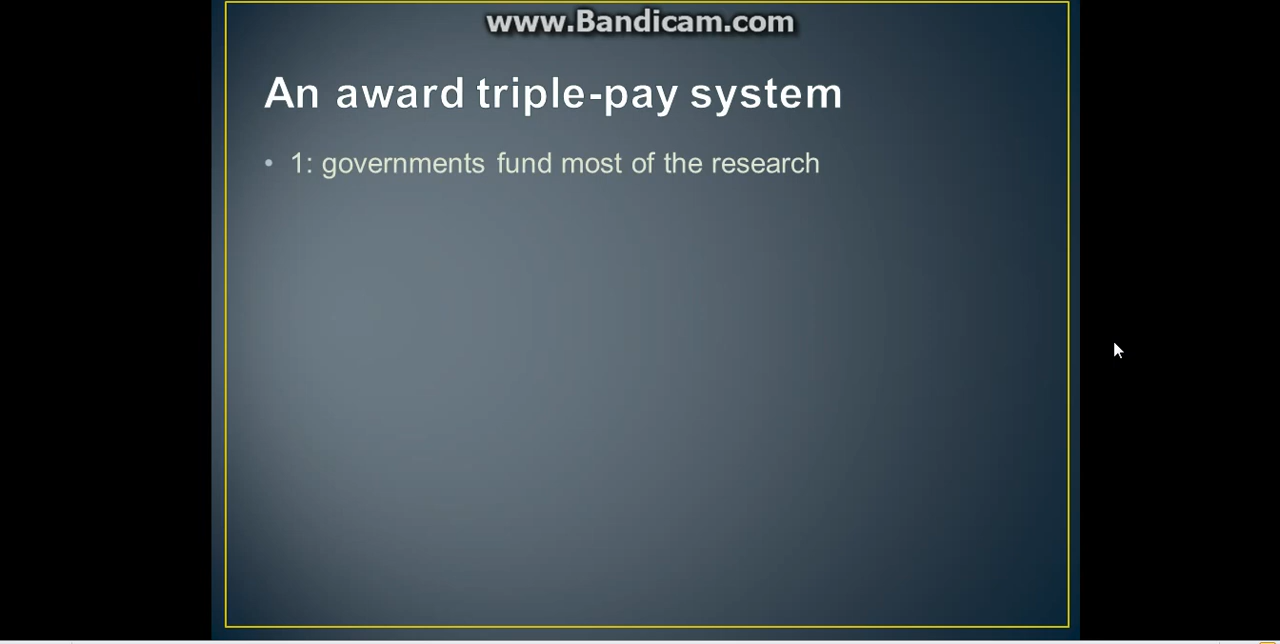 www.Bandicam.com
An award triple-pay system
• 1: governments fund most of the research